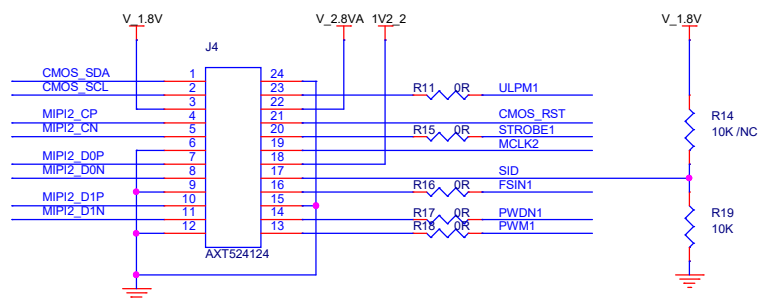 V_1.8V V_2.8VA 1V2_2 V_1.8V
J4
CMOS_SDA 1 24
CMOS_SCL 2 23 R11 0R ULPM1
3 22
MIPI2_CP 4 21 CMOS_RST R14
MIPI2_CN 5 20 R15 0R STROBE1 10K /NC
6 19 MCLK2
MIPI2_D0P 7 18
MIPI2_D0N 8 17 SID
9 16 R16 0R FSIN1
MIPI2_D1P 10 15
MIPI2_D1N 11 14 R17 0R PWDN1 R19
12 13 R18 0R PWM1 10K
AXT524124